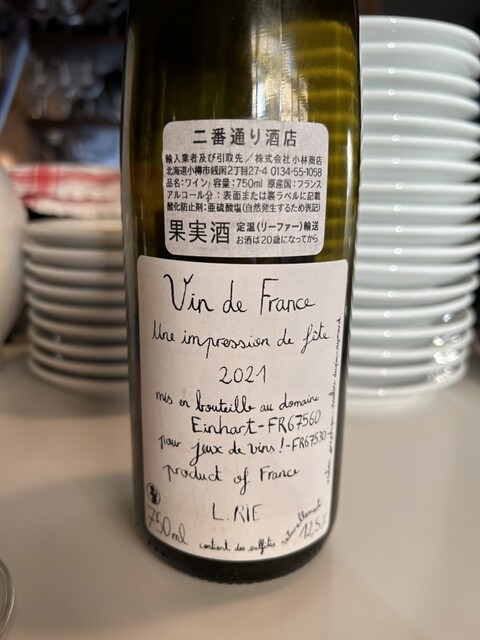 二番通り酒店
輸入業者及び引取先／株式会社 小林商店
北海道小樽市銭函2丁目27-4 0134-55-1058
品名：ワイン 容量：750ml 原産国：フランス
アルコール分：表面または裏ラベルに記載
酸化防止剤：亜硫酸塩（自然発生するため表記）
果実酒 定温（リーファー）輸送
お酒は20歳になってから
Vin de France
Une impression de fête
2021
mis en bouteille au domaine
Einhart-FR67560
pour jeux de vins !-FR67530
product of France
L.RIE
750ml
contient des sulfites
naturellement
12,5%